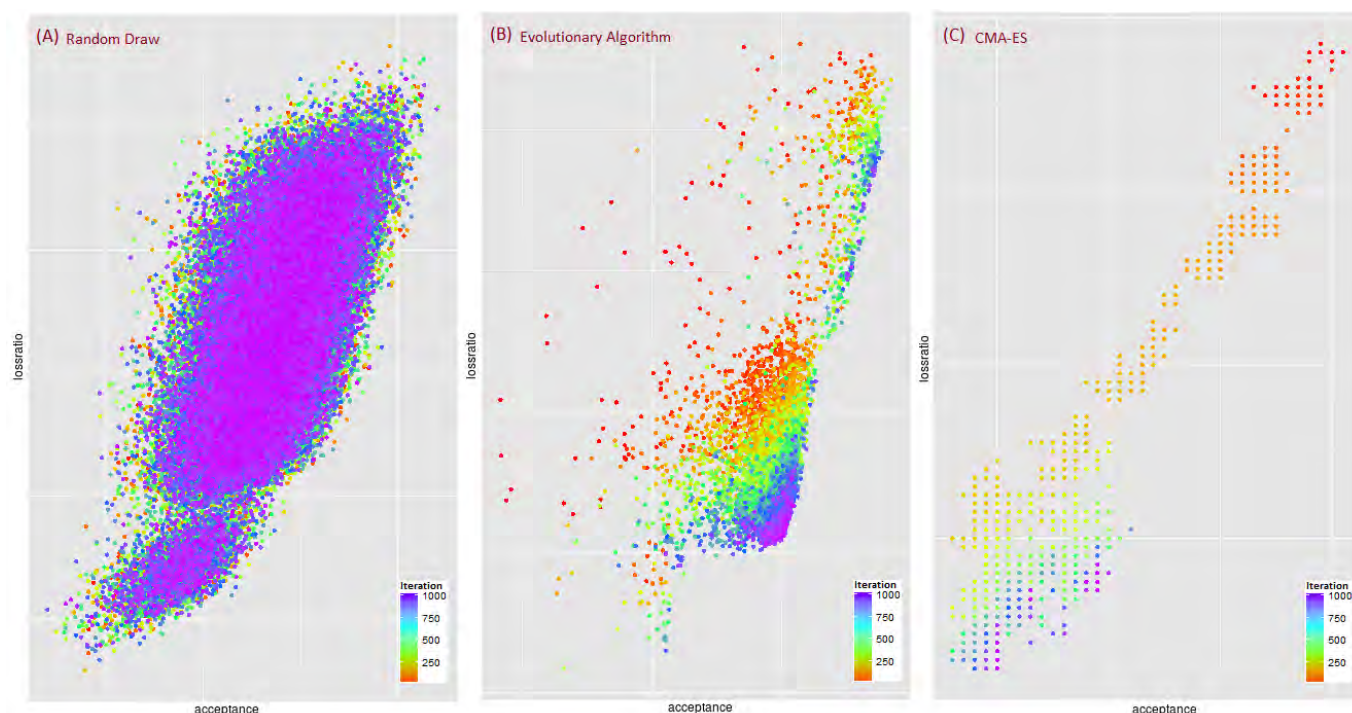 (A) Random Draw
lossratio
acceptance
Iteration
1000
750
500
250
(B) Evolutionary Algorithm
lossratio
acceptance
Iteration
1000
750
500
250
(C) CMA-ES
lossratio
acceptance
Iteration
1000
750
500
250